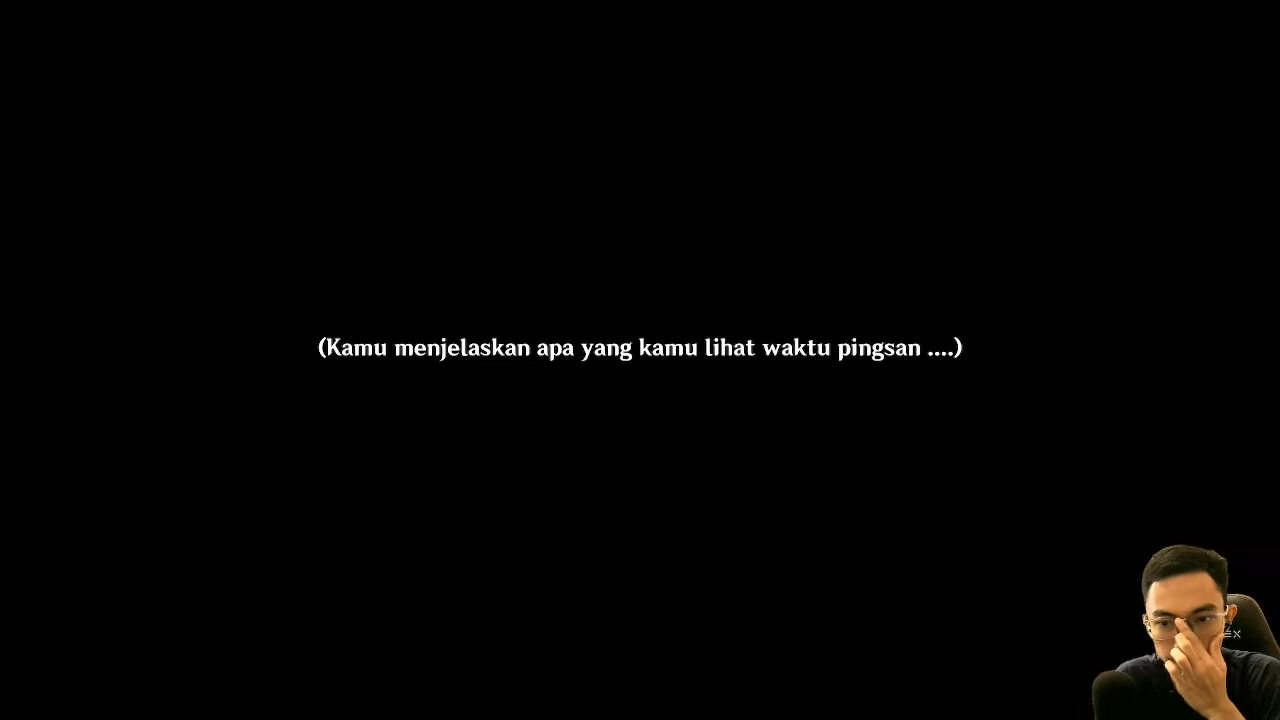 (Kamu menjelaskan apa yang kamu lihat waktu pingsan ....)